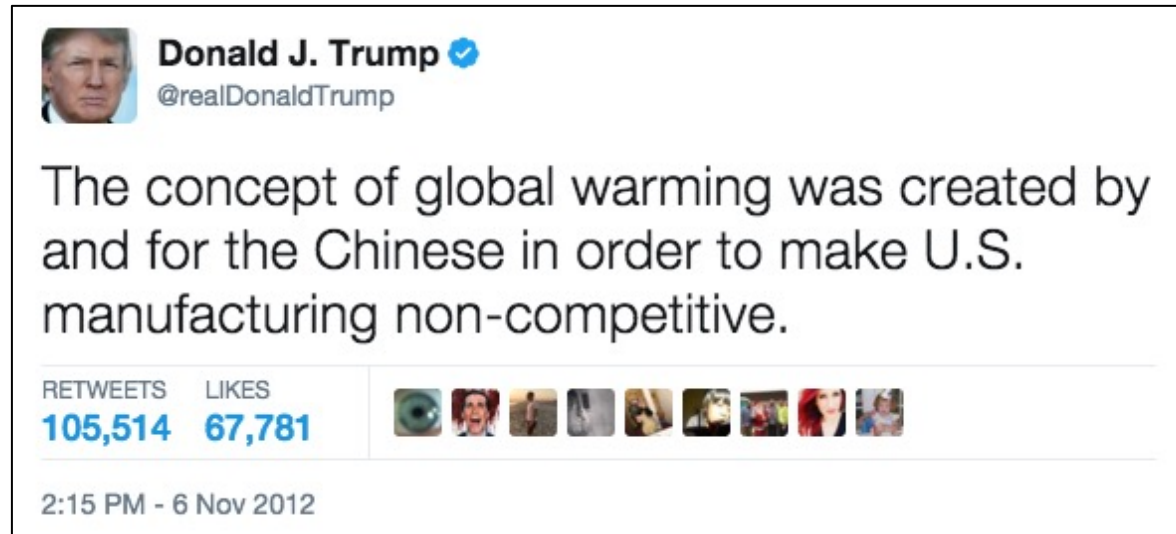 Donald J. Trump
@realDonaldTrump
The concept of global warming was created by
and for the Chinese in order to make U.S.
manufacturing non-competitive.
RETWEETS LIKES
105,514 67,781
2:15 PM - 6 Nov 2012